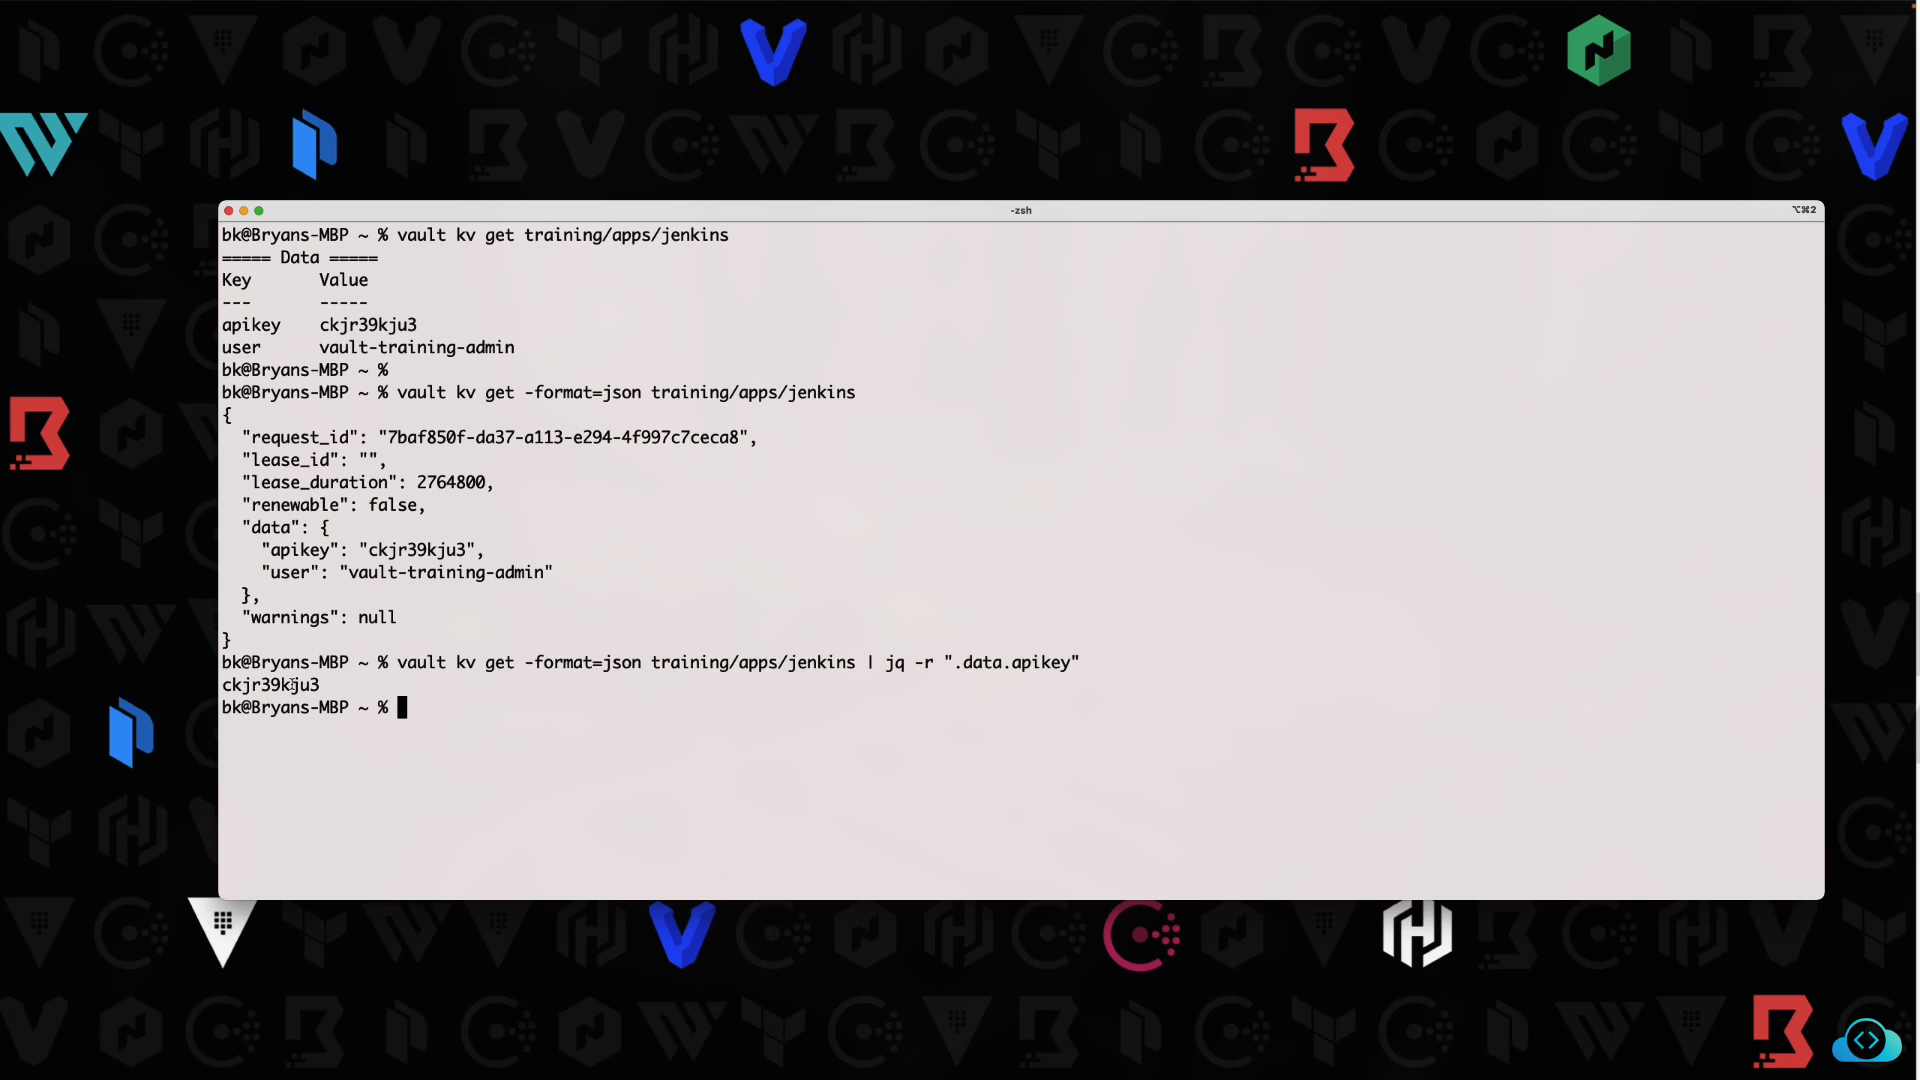 -zsh
⌥⌘2
bk@Bryans-MBP ~ % vault kv get training/apps/jenkins
===== Data =====
Key       Value
---       -----
apikey    ckjr39kju3
user      vault-training-admin
bk@Bryans-MBP ~ %
bk@Bryans-MBP ~ % vault kv get -format=json training/apps/jenkins
{
  "request_id": "7baf850f-da37-a113-e294-4f997c7ceca8",
  "lease_id": "",
  "lease_duration": 2764800,
  "renewable": false,
  "data": {
    "apikey": "ckjr39kju3",
    "user": "vault-training-admin"
  },
  "warnings": null
}
bk@Bryans-MBP ~ % vault kv get -format=json training/apps/jenkins | jq -r ".data.apikey"
ckjr39kju3
bk@Bryans-MBP ~ %